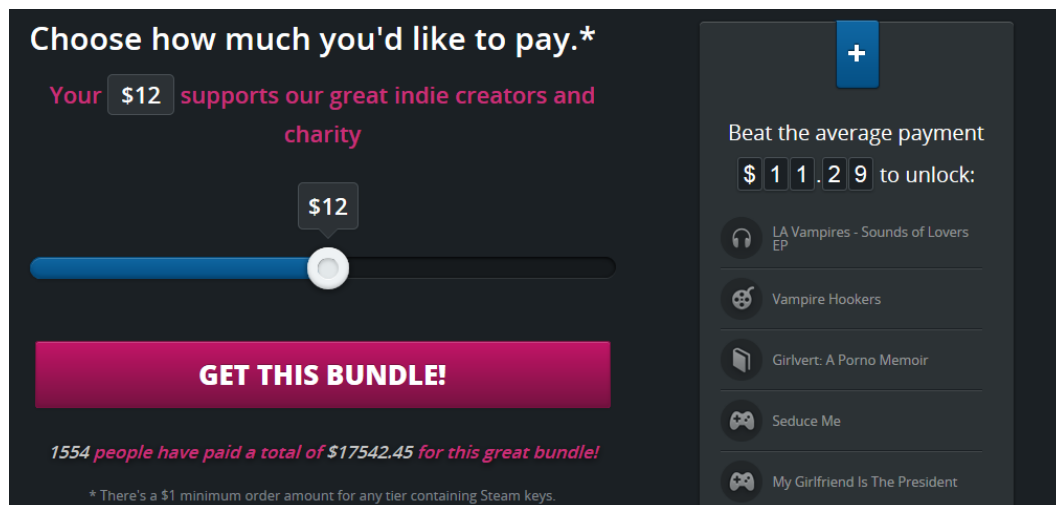 Choose how much you'd like to pay.*
Your $12 supports our great indie creators and
charity
$12
GET THIS BUNDLE!
1554 people have paid a total of $17542.45 for this great bundle!
* There's a $1 minimum order amount for any tier containing Steam keys.
+
Beat the average payment
$11.29 to unlock:
LA Vampires - Sounds of Lovers
EP
Vampire Hookers
Girlvert: A Porno Memoir
Seduce Me
My Girlfriend Is The President